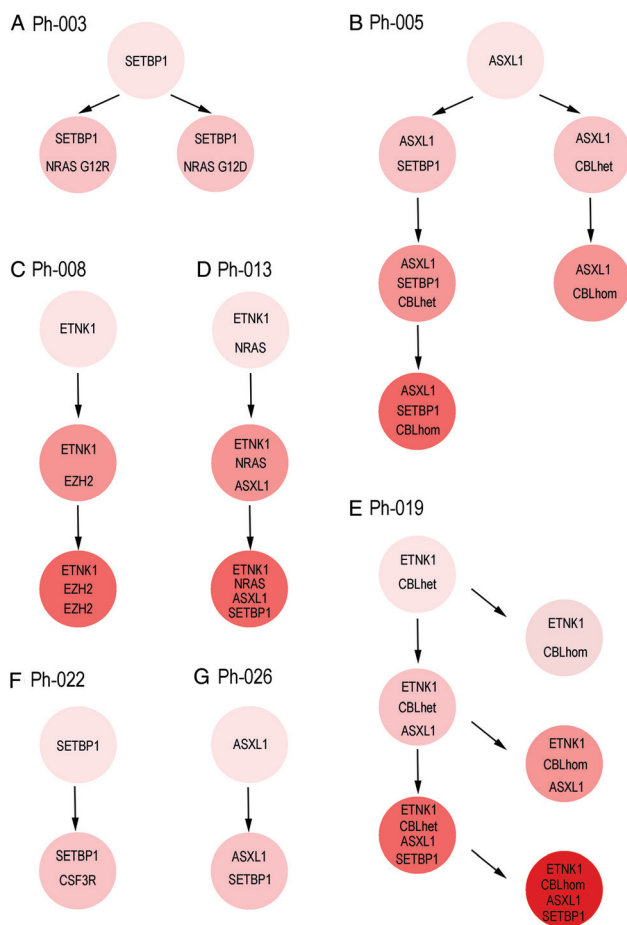 A Ph-003
SETBP1
SETBP1
NRAS G12R
SETBP1
NRAS G12D
B Ph-005
ASXL1
ASXL1
SETBP1
ASXL1
CBLhet
ASXL1
SETBP1
CBLhet
ASXL1
CBLhom
ASXL1
SETBP1
CBLhom
C Ph-008
ETNK1
ETNK1
EZH2
ETNK1
EZH2
EZH2
D Ph-013
ETNK1
NRAS
ETNK1
NRAS
ASXL1
ETNK1
NRAS
ASXL1
SETBP1
E Ph-019
ETNK1
CBLhet
ETNK1
CBLhom
ETNK1
CBLhet
ASXL1
ETNK1
CBLhom
ASXL1
ETNK1
CBLhet
ASXL1
SETBP1
ETNK1
CBLhom
ASXL1
SETBP1
F Ph-022
SETBP1
SETBP1
CSF3R
G Ph-026
ASXL1
ASXL1
SETBP1